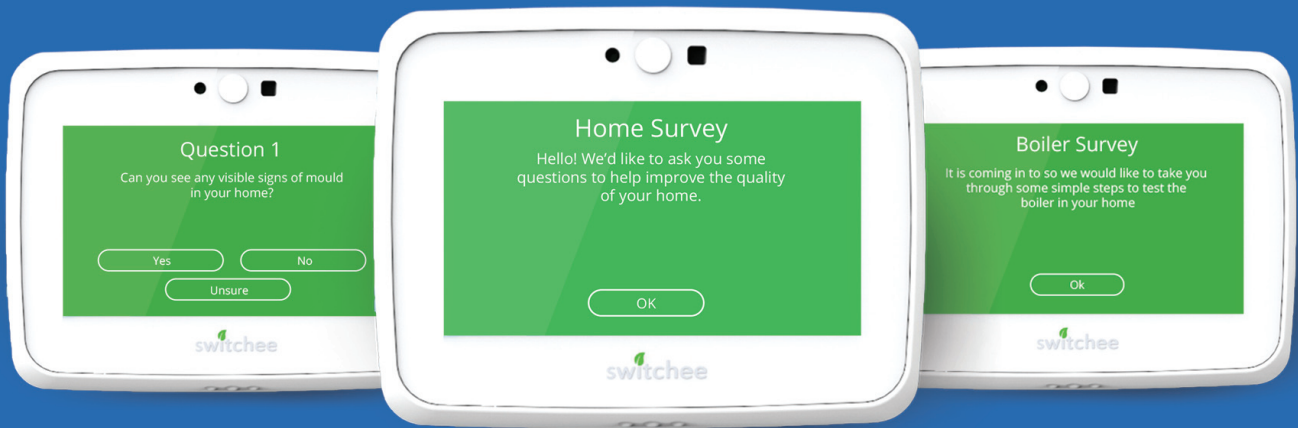 Question 1
Can you see any visible signs of mould
in your home?
Yes
No
Unsure
switchee
Home Survey
Hello! We'd like to ask you some
questions to help improve the quality
of your home.
OK
switchee
Boiler Survey
It is coming in to so we would like to take you
through some simple steps to test the
boiler in your home
Ok
switchee